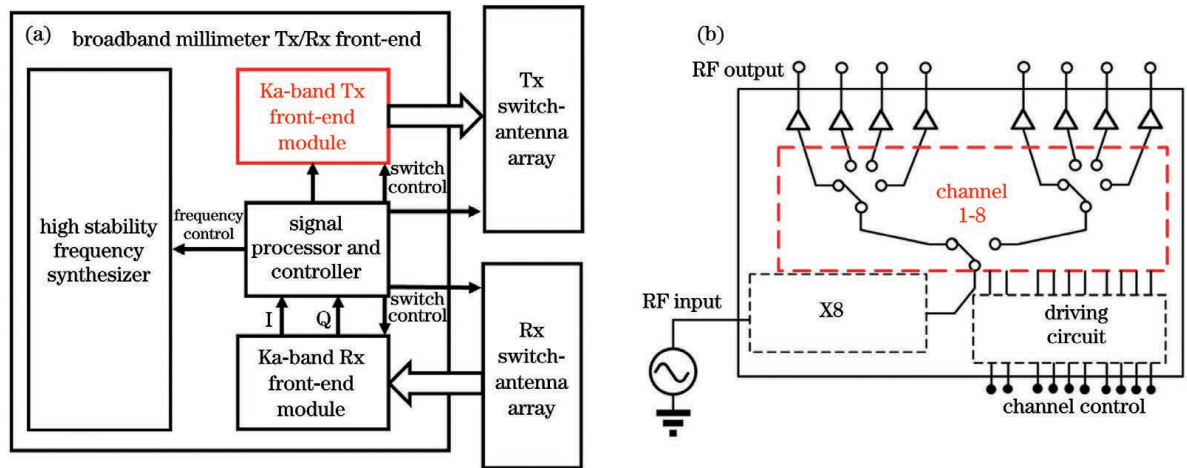 (a)
broadband millimeter Tx/Rx front-end
Ka-band Tx
front-end
module
Tx
switch-
antenna
array
switch
control
high stability
frequency
synthesizer
frequency
control
signal
processor and
controller
switch
control
I
Q
Ka-band Rx
front-end
module
Rx
switch-
antenna
array
(b)
RF output
channel
1-8
RF input
X8
driving
circuit
channel control